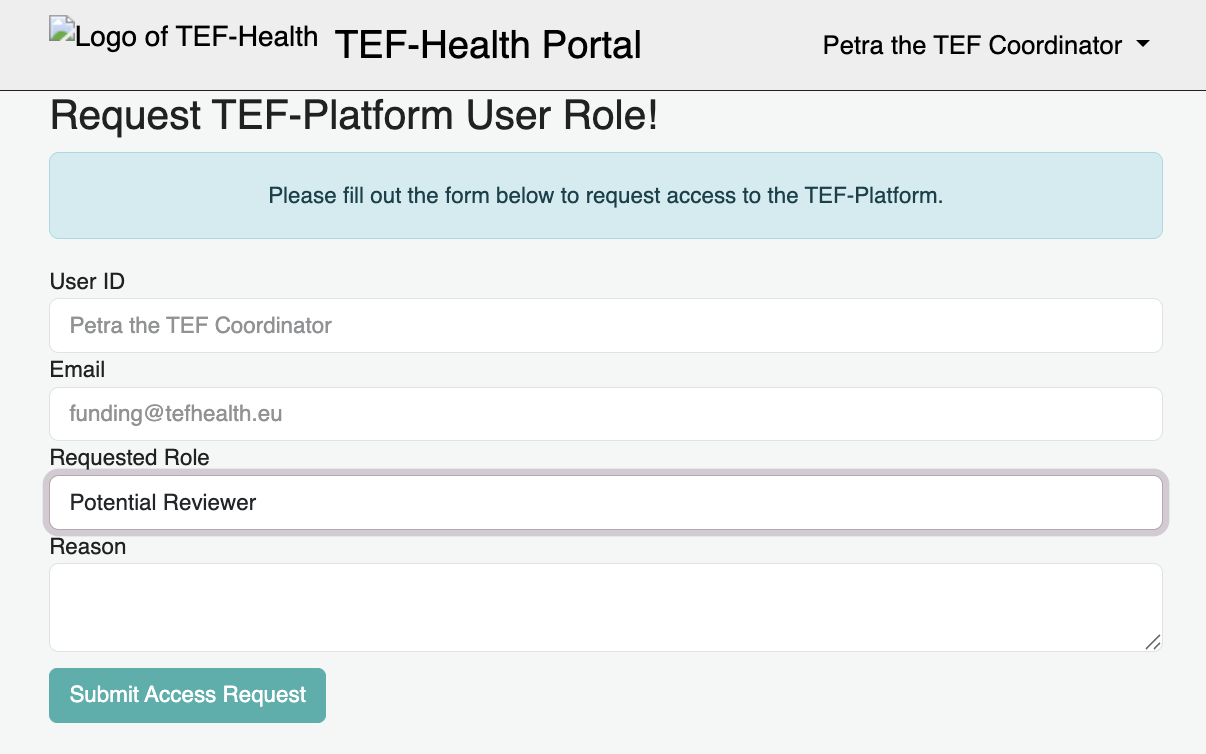 Logo of TEF-Health TEF-Health Portal Petra the TEF Coordinator
Request TEF-Platform User Role!
Please fill out the form below to request access to the TEF-Platform.
User ID
Petra the TEF Coordinator
Email
funding@tefhealth.eu
Requested Role
Potential Reviewer
Reason
Submit Access Request